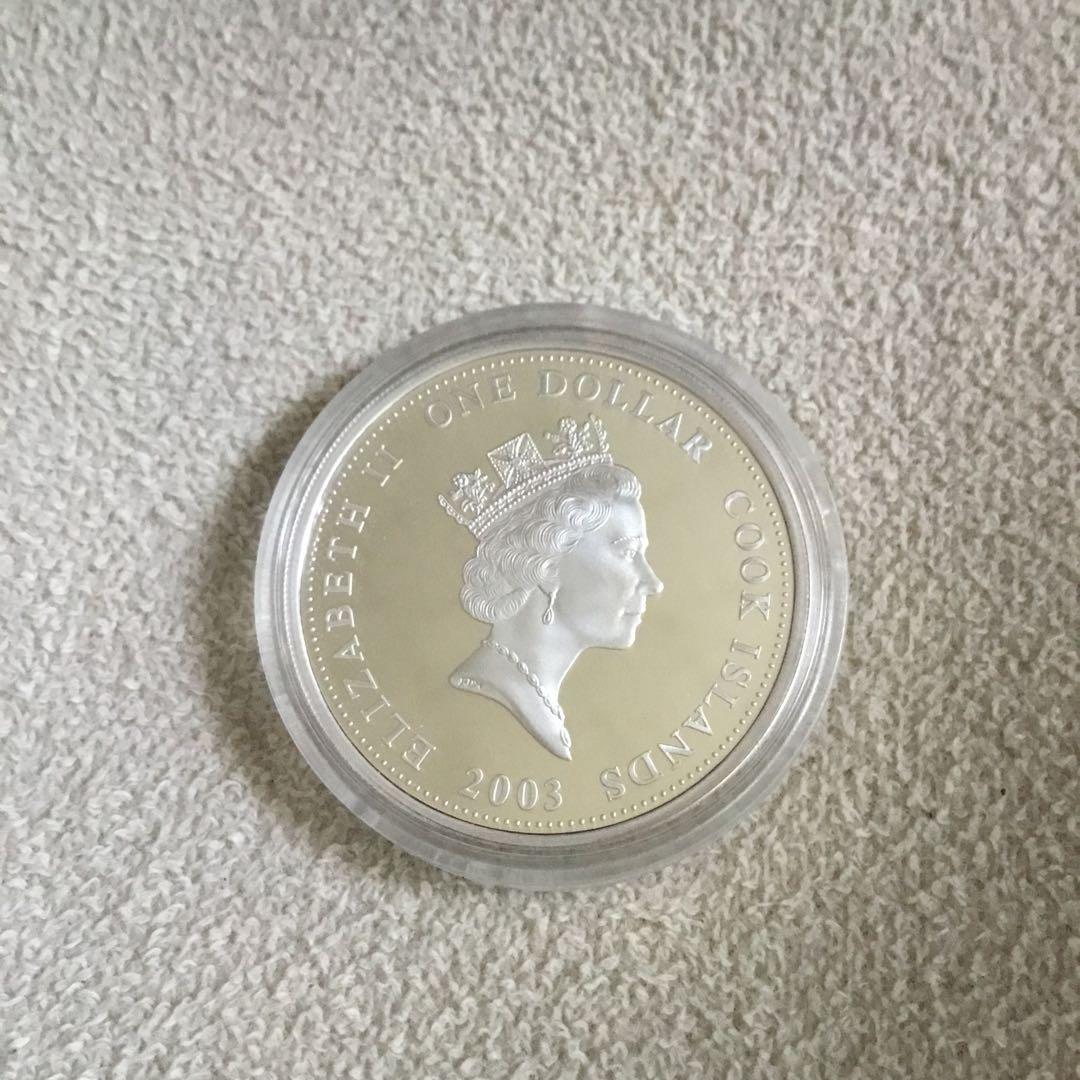 ELIZABETH II ONE DOLLAR COOK ISLANDS
2003